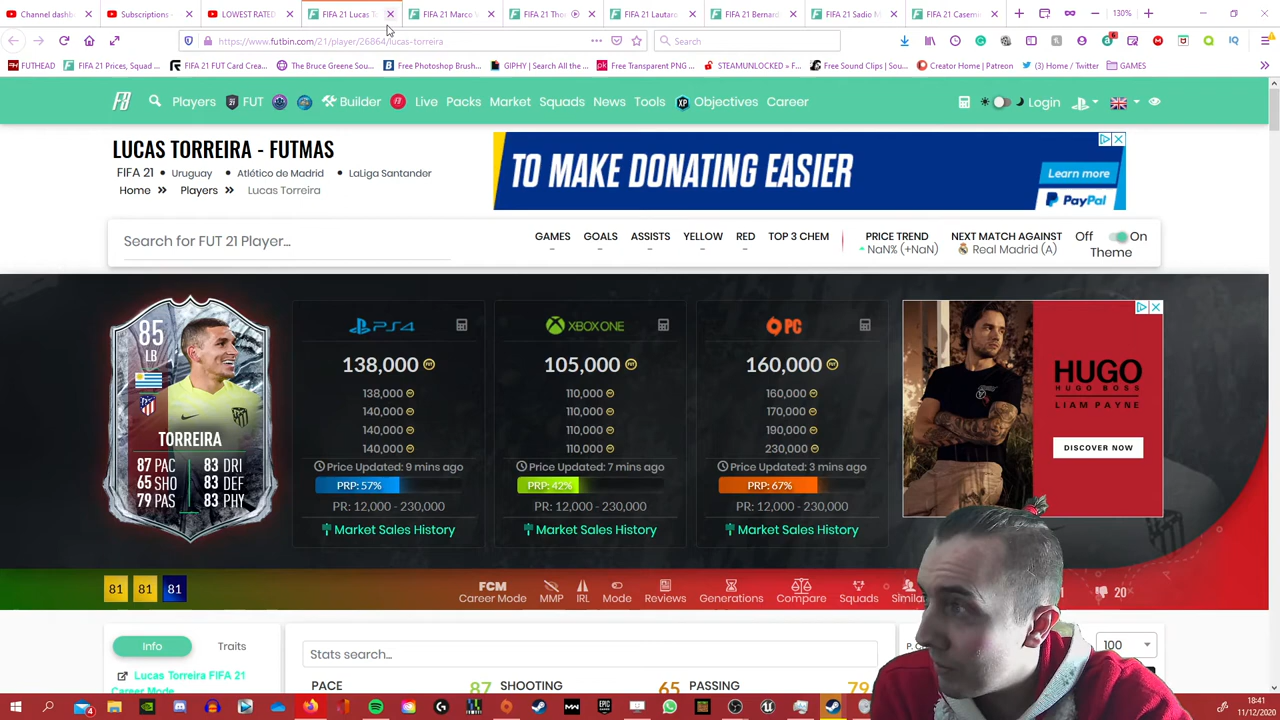 Channel dashb
Subscriptions -
LOWEST RATED
FIFA 21 Lucas T
FIFA 21 Marco V
FIFA 21 Tho
FIFA 21 Lautaro
FIFA 21 Bernard
FIFA 21 Sadio M
FIFA 21 Casemi
130%
https://www.futbin.com/21/player/26864/lucas-torreira
Search
FUTHEAD
FIFA 21 Prices, Squad ...
FIFA 21 FUT Card Crea...
The Bruce Greene Sou...
Free Photoshop Brush...
GIPHY | Search All the ...
Free Transparent PNG ...
STEAMUNLOCKED » F...
Free Sound Clips | Sou...
Creator Home | Patreon
(3) Home / Twitter
GAMES
Players
FUT
Builder
Live
Packs
Market
Squads
News
Tools
XP
Objectives
Career
Login
LUCAS TORREIRA - FUTMAS
FIFA 21 • Uruguay • Atlético de Madrid • LaLiga Santander
Home » Players » Lucas Torreira
TO MAKE DONATING EASIER
Learn more
PayPal
Search for FUT 21 Player...
GAMES GOALS ASSISTS YELLOW RED TOP 3 CHEM
- - - - - -
PRICE TREND
NaN% (+NaN)
NEXT MATCH AGAINST
Real Madrid (A)
Off On
Theme
85
LB
TORREIRA
87 PAC 83 DRI
65 SHO 83 DEF
79 PAS 83 PHY
PS4
138,000
138,000
140,000
140,000
140,000
Price Updated: 9 mins ago
PRP: 57%
PR: 12,000 - 230,000
Market Sales History
XBOX ONE
105,000
110,000
110,000
110,000
110,000
Price Updated: 7 mins ago
PRP: 42%
PR: 12,000 - 230,000
Market Sales History
PC
160,000
160,000
170,000
190,000
230,000
Price Updated: 3 mins ago
PRP: 67%
PR: 12,000 - 230,000
Market Sales History
HUGO
HUGO BOSS
LIAM PAYNE
DISCOVER NOW
81 81 81
FCM
Career Mode
MMP
IRL
Mode
Reviews
Generations
Compare
Squads
Simila
20
Info
Traits
Lucas Torreira FIFA 21
Career Mode
Stats search...
100
PACE 87
SHOOTING 65
PASSING 79
18:41
11/12/2020